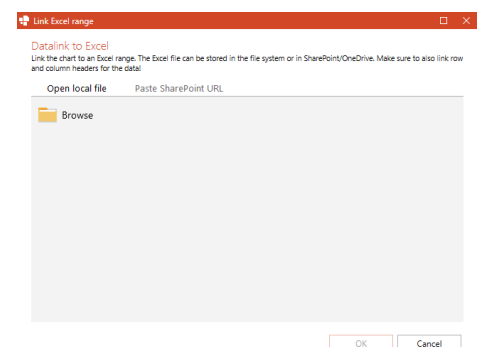 Link Excel range
Datalink to Excel
Link the chart to an Excel range. The Excel file can be stored in the file system or in SharePoint/OneDrive. Make sure to also link row
and column headers for the data!
Open local file Paste SharePoint URL
Browse
OK Cancel